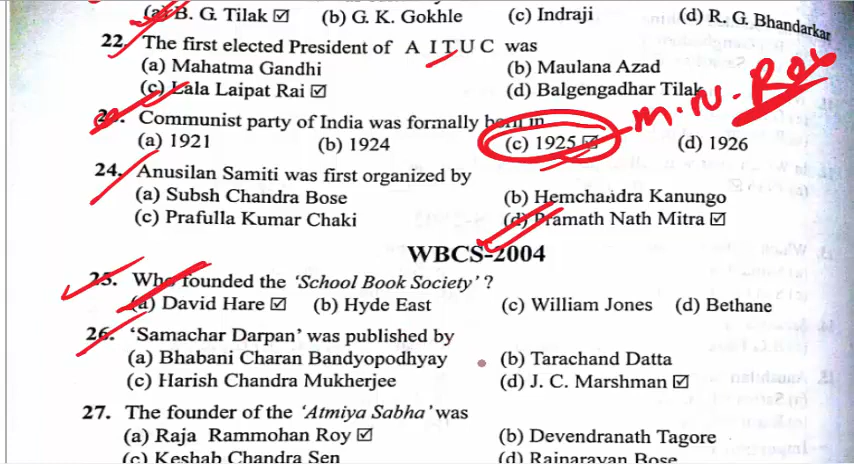 (a) B. G. Tilak ☑ (b) G. K. Gokhle (c) Indraji (d) R. G. Bhandarkar
22. The first elected President of A I T U C was
(a) Mahatma Gandhi (b) Maulana Azad
(c) Lala Laipat Rai ☑ (d) Balgengadhar Tilak
M.N. Roy
23. Communist party of India was formally born in
(a) 1921 (b) 1924 (c) 1925 ☑ (d) 1926
24. Anusilan Samiti was first organized by
(a) Subsh Chandra Bose (b) Hemchandra Kanungo
(c) Prafulla Kumar Chaki (d) Pramath Nath Mitra ☑
WBCS-2004
25. Who founded the 'School Book Society' ?
(a) David Hare ☑ (b) Hyde East (c) William Jones (d) Bethane
26. 'Samachar Darpan' was published by
(a) Bhabani Charan Bandyopodhyay (b) Tarachand Datta
(c) Harish Chandra Mukherjee (d) J. C. Marshman ☑
27. The founder of the 'Atmiya Sabha' was
(a) Raja Rammohan Roy ☑ (b) Devendranath Tagore
(c) Keshab Chandra Sen (d) Rajnarayan Bose